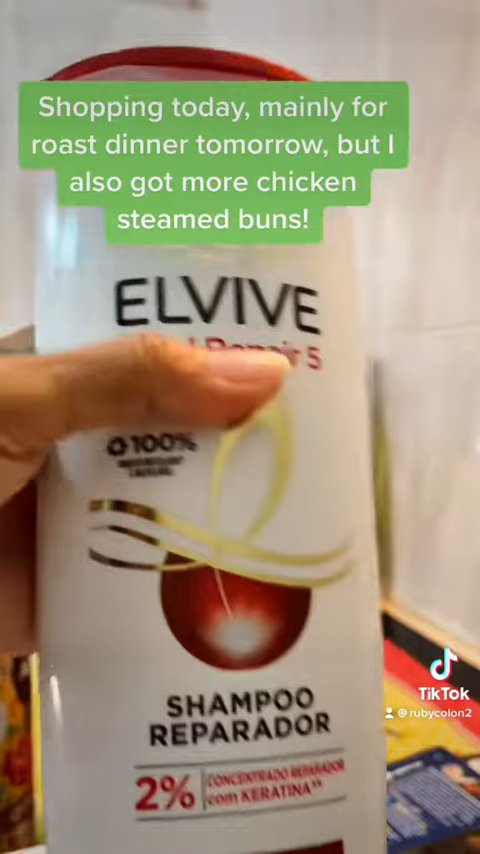 Shopping today, mainly for
roast dinner tomorrow, but I
also got more chicken
steamed buns!
ELVIVE
Repair 5
100%
SHAMPOO
REPARADOR
2% CONCENTRADO REPARADOR
com KERATINA**
TikTok
@rubycolon2